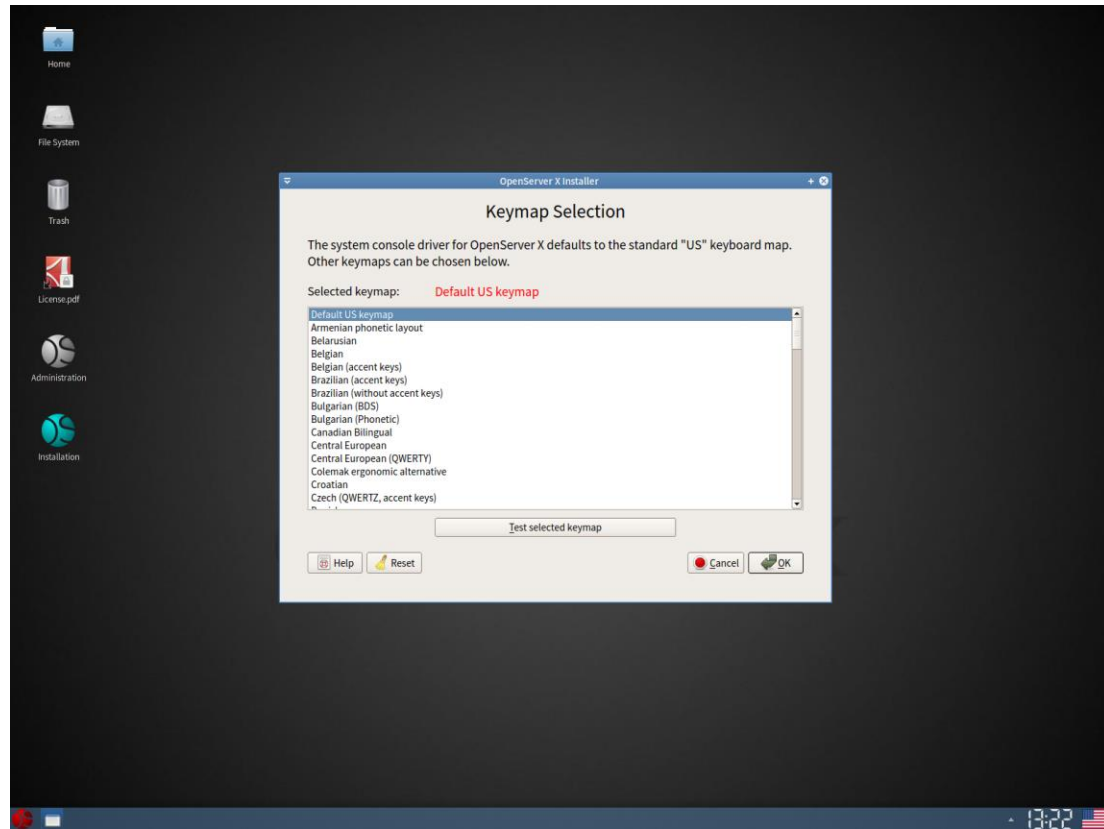 Home
File System
Trash
License.pdf
Administration
Installation
OpenServer X Installer
Keymap Selection
The system console driver for OpenServer X defaults to the standard "US" keyboard map.
Other keymaps can be chosen below.
Selected keymap: Default US keymap
Default US keymap
Armenian phonetic layout
Belarusian
Belgian
Belgian (accent keys)
Brazilian (accent keys)
Brazilian (without accent keys)
Bulgarian (BDS)
Bulgarian (Phonetic)
Canadian Bilingual
Central European
Central European (QWERTY)
Colemak ergonomic alternative
Croatian
Czech (QWERTZ, accent keys)
Test selected keymap
Help Reset Cancel OK
13:22